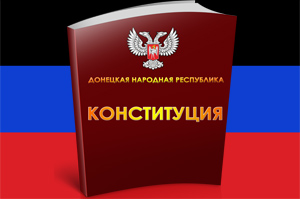 ДОНЕЦКАЯ НАРОДНАЯ РЕСПУБЛИКА
КОНСТИТУЦИЯ